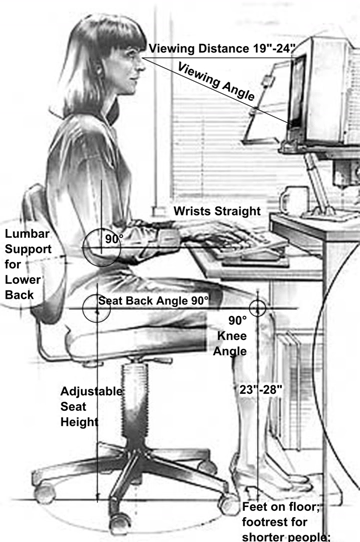 Viewing Distance 19"-24"
Viewing Angle
Wrists Straight
Lumbar
Support
for
Lower
Back
90°
Seat Back Angle 90°
90°
Knee
Angle
Adjustable
Seat
Height
23"-28"
Feet on floor;
footrest for
shorter people.